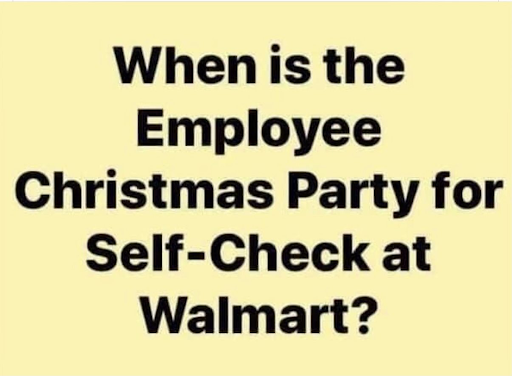 When is the
Employee
Christmas Party for
Self-Check at
Walmart?